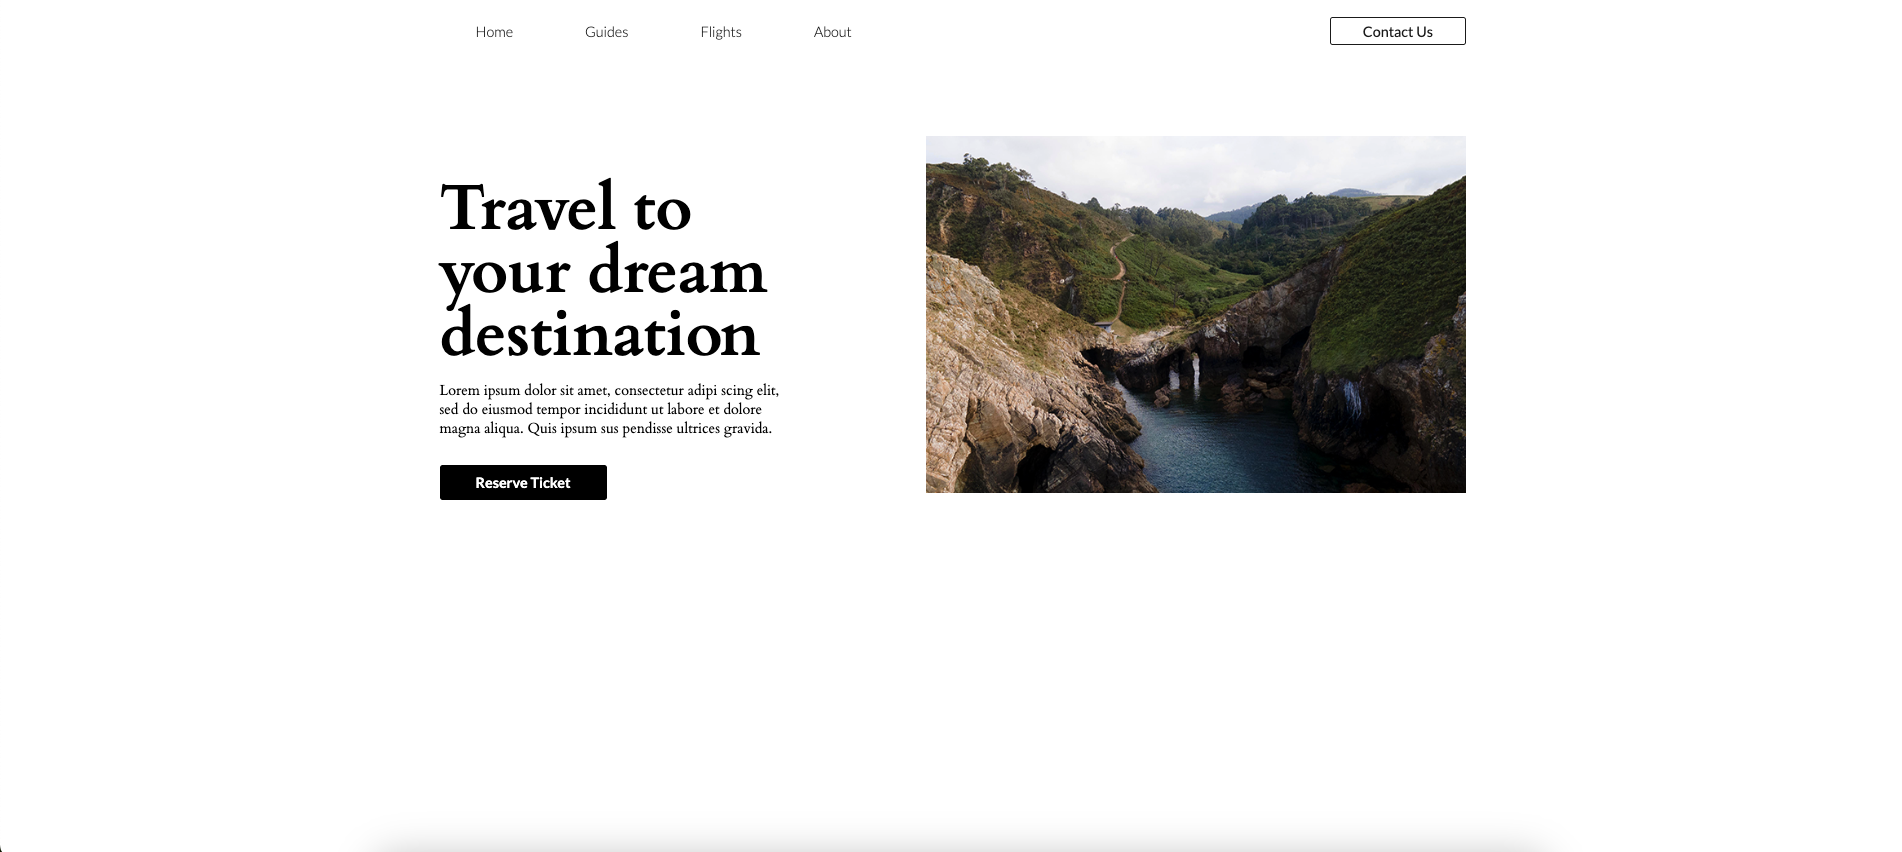 Home Guides Flights About Contact Us
Travel to
your dream
destination
Lorem ipsum dolor sit amet, consectetur adipi scing elit,
sed do eiusmod tempor incididunt ut labore et dolore
magna aliqua. Quis ipsum sus pendisse ultrices gravida.
Reserve Ticket